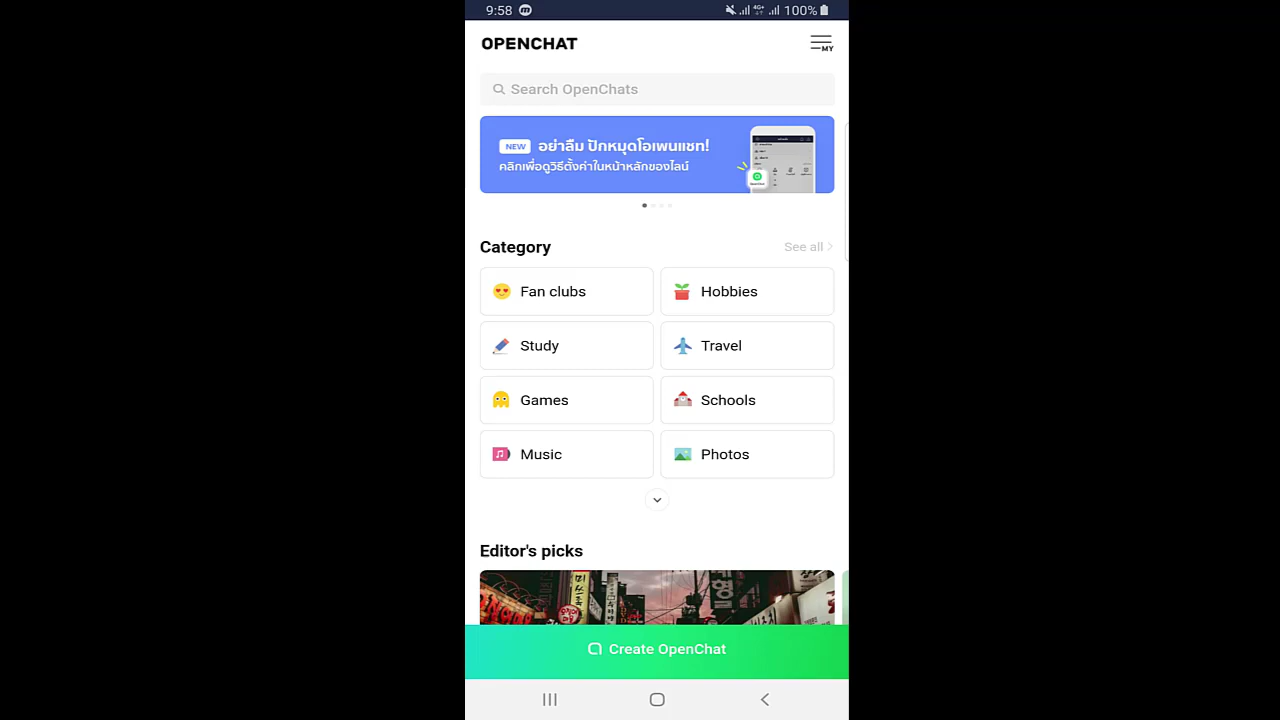 9:58
4G+
100%
OPENCHAT
MY
Search OpenChats
NEW อย่าลืม ปักหมุดโอเพนแชท!
คลิกเพื่อดูวิธีตั้งค่าในหน้าหลักของไลน์
Category
See all
Fan clubs
Hobbies
Study
Travel
Games
Schools
Music
Photos
Editor's picks
Create OpenChat